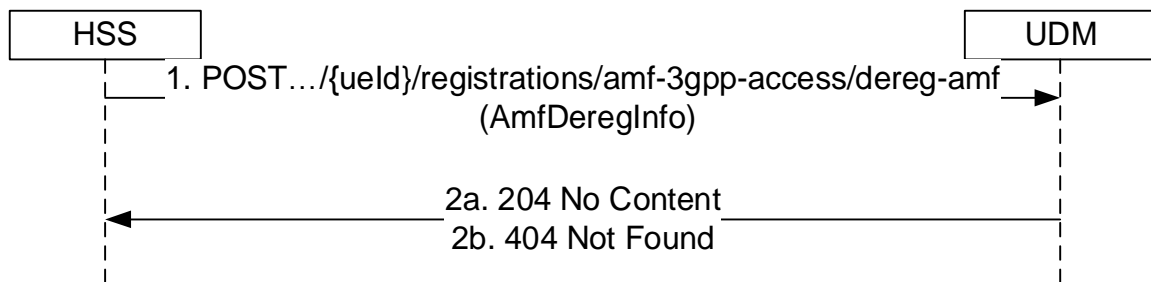 HSS
UDM
1. POST…/{ueId}/registrations/amf-3gpp-access/dereg-amf
(AmfDeregInfo)
2a. 204 No Content
2b. 404 Not Found